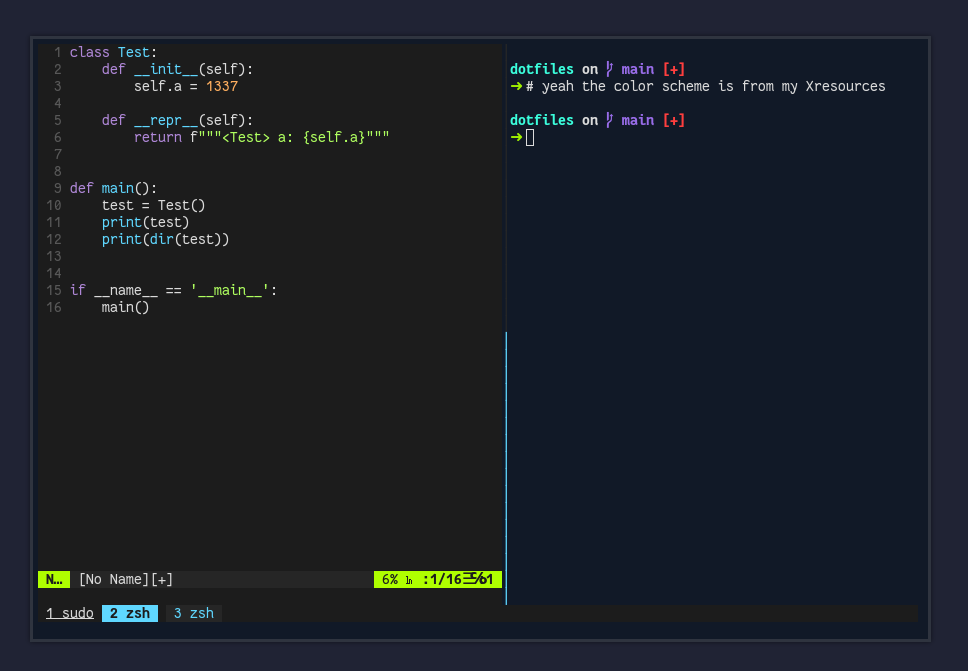 1 class Test:
2     def __init__(self):
3         self.a = 1337
4
5     def __repr__(self):
6         return f"""<Test> a: {self.a}"""
7
8
9 def main():
10     test = Test()
11     print(test)
12     print(dir(test))
13
14
15 if __name__ == '__main__':
16     main()
N… [No Name][+] 6% ㏑ :1/16
dotfiles on main [+]
➜ # yeah the color scheme is from my Xresources
dotfiles on main [+]
➜
1 sudo 2 zsh 3 zsh